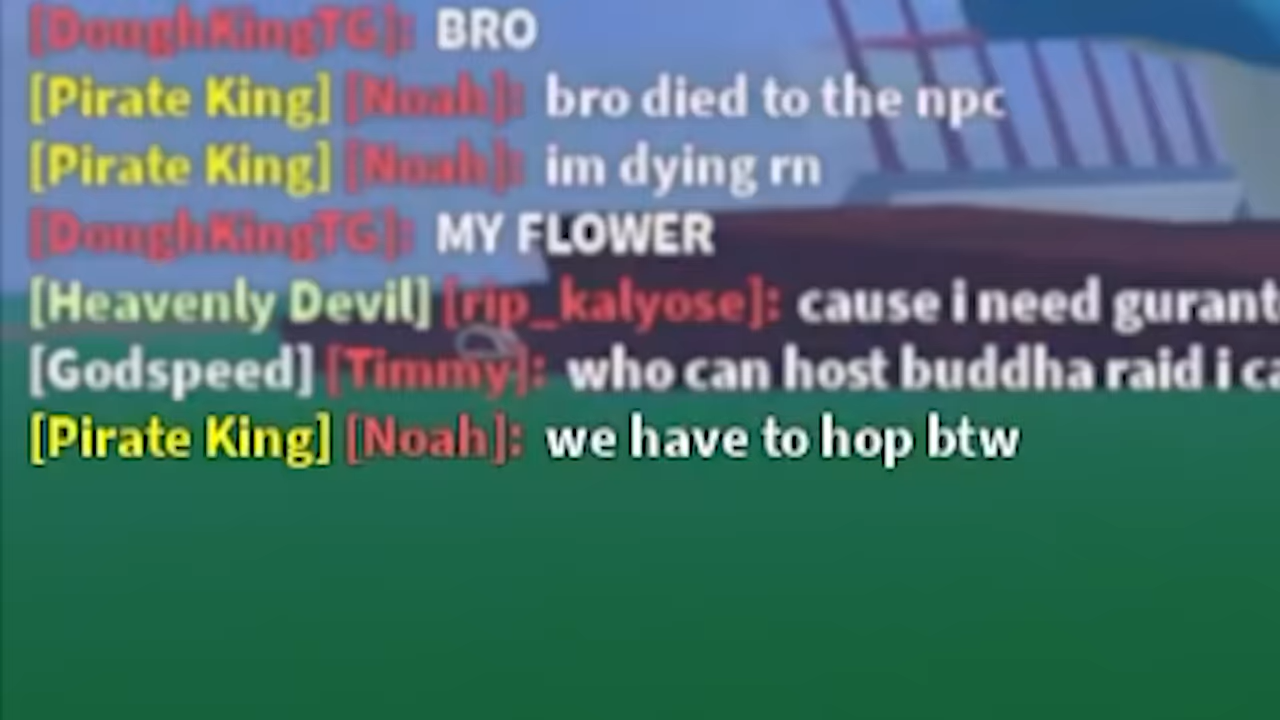 [DoughKingTG]: BRO
[Pirate King] [Noah]: bro died to the npc
[Pirate King] [Noah]: im dying rn
[DoughKingTG]: MY FLOWER
[Heavenly Devil] [rip_kalyose]: cause i need gurant
[Godspeed] [Timmy]: who can host buddha raid i ca
[Pirate King] [Noah]: we have to hop btw